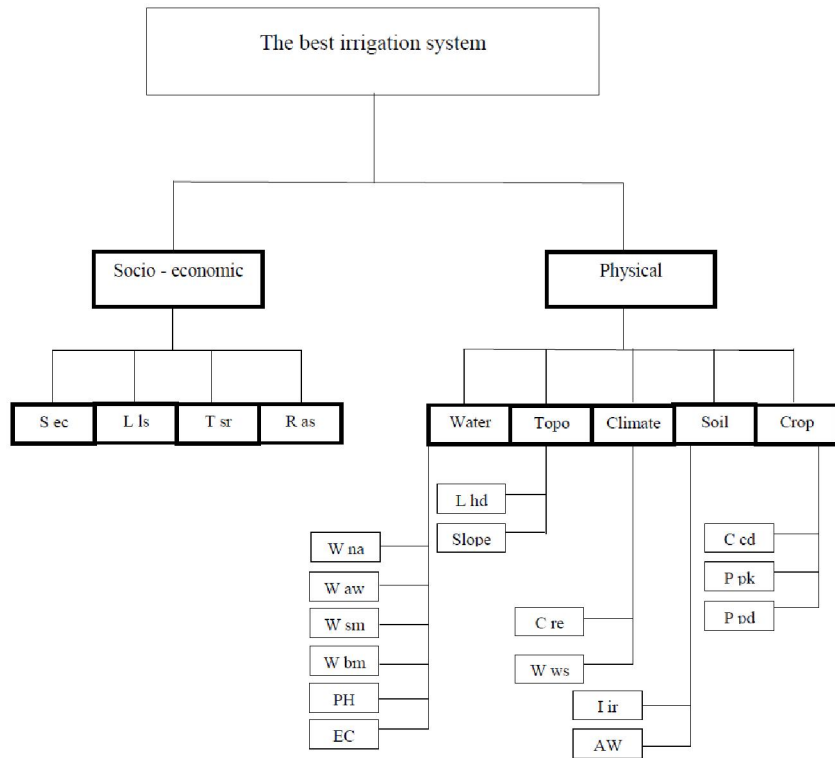 The best irrigation system
Socio - economic
Physical
S ec
L ls
T sr
R as
Water
Topo
Climate
Soil
Crop
L hd
Slope
W na
W aw
W sm
W bm
PH
EC
C re
W ws
I ir
AW
C cd
P pk
P pd